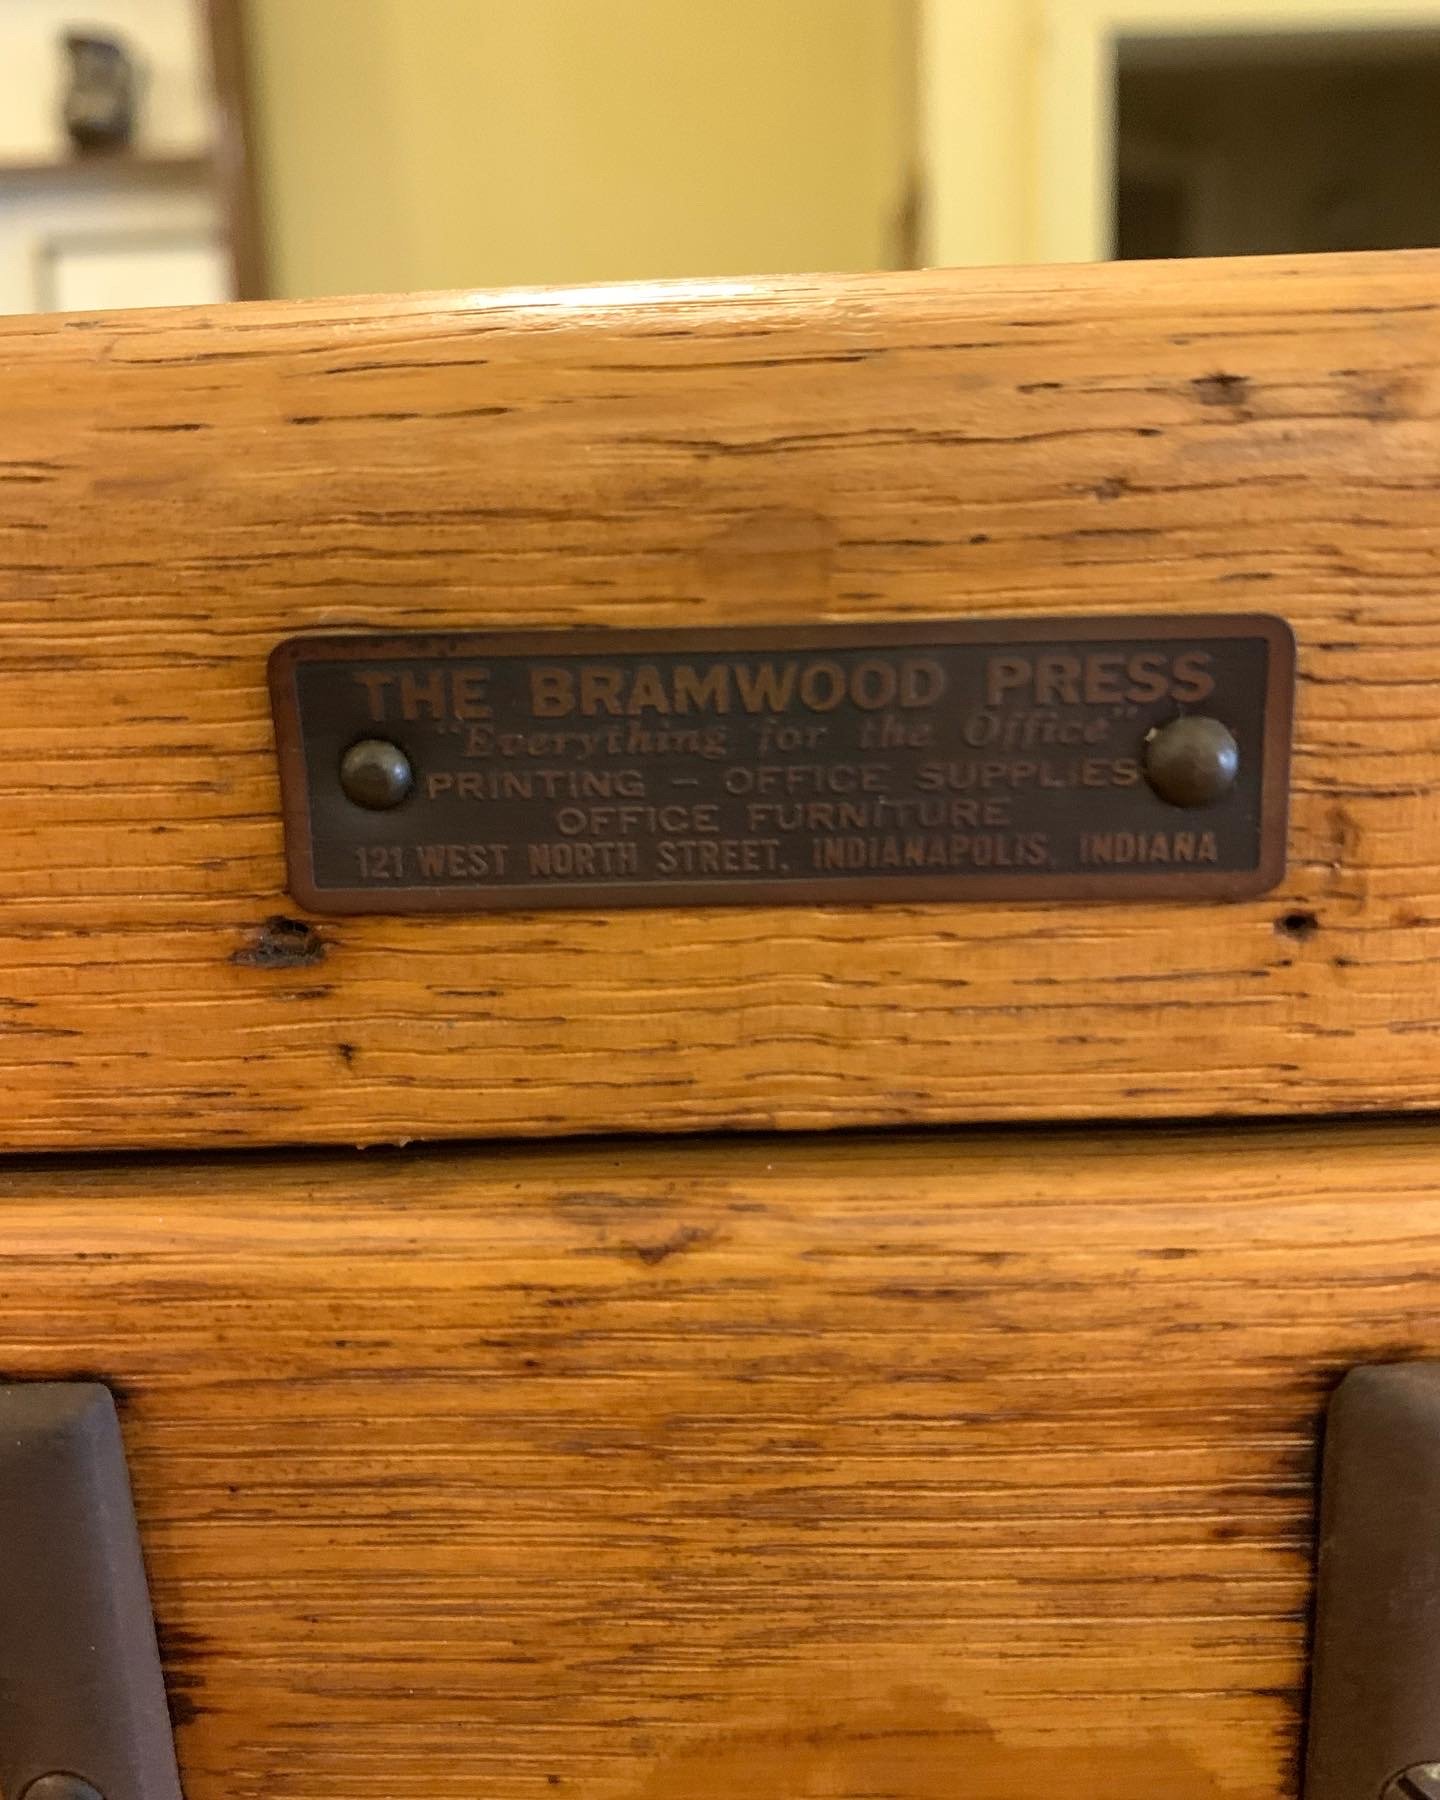 THE BRAMWOOD PRESS
"Everything for the Office"
PRINTING - OFFICE SUPPLIES
OFFICE FURNITURE
121 WEST NORTH STREET, INDIANAPOLIS, INDIANA